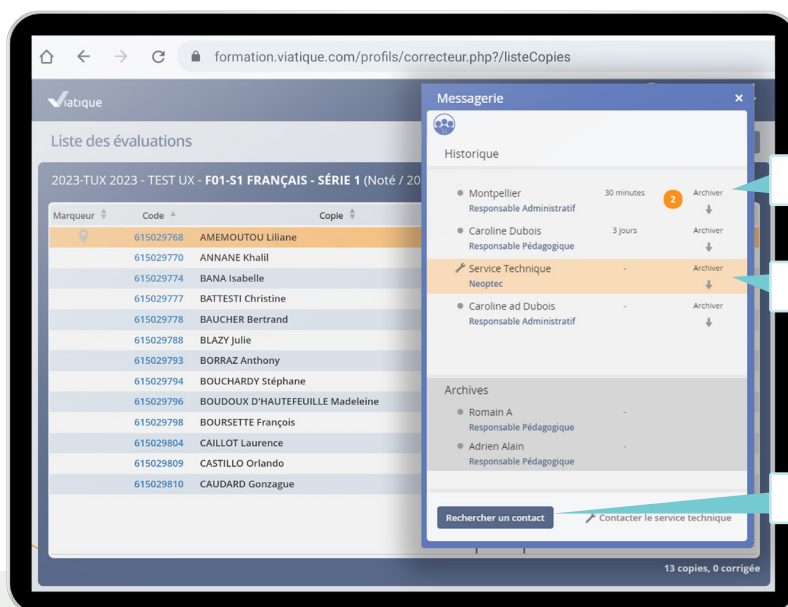 formation.viatique.com/profils/correcteur.php?/listeCopies
Viatique
Liste des évaluations
2023-TUX 2023 - TEST UX - F01-S1 FRANÇAIS - SÉRIE 1 (Noté / 20
Marqueur Code Copie
615029768 AMEMOUTOU Liliane
615029770 ANNANE Khalil
615029774 BANA Isabelle
615029777 BATTESTI Christine
615029778 BAUCHER Bertrand
615029788 BLAZY Julie
615029793 BORRAZ Anthony
615029794 BOUCHARDY Stéphane
615029796 BOUDOUX D'HAUTEFEUILLE Madeleine
615029798 BOURSETTE François
615029804 CAILLOT Laurence
615029809 CASTILLO Orlando
615029810 CAUDARD Gonzague
13 copies, 0 corrigée
Messagerie ×
Historique
Montpellier 30 minutes 2 Archiver
Responsable Administratif
Caroline Dubois 3 jours Archiver
Responsable Pédagogique
Service Technique - Archiver
Neoptec
Caroline ad Dubois - Archiver
Responsable Administratif
Archives
Romain A -
Responsable Pédagogique
Adrien Alain -
Responsable Pédagogique
Rechercher un contact Contacter le service technique